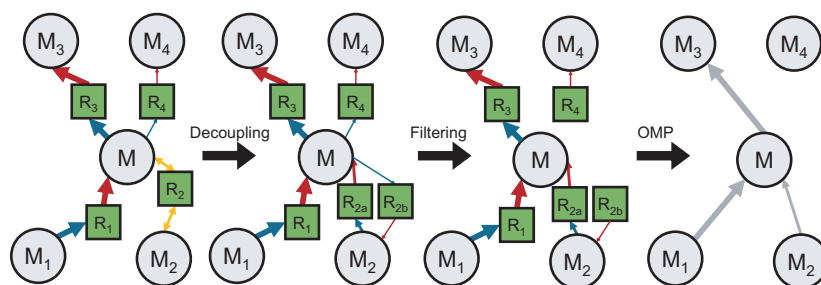 M3 M4 M3 M4 M3 M4 M3 M4
R3 R4 R3 R4 R3 R4
Decoupling Filtering OMP
M M M M
R2 R2a R2b R2a R2b
R1 R1 R1
M1 M2 M1 M2 M1 M2 M1 M2